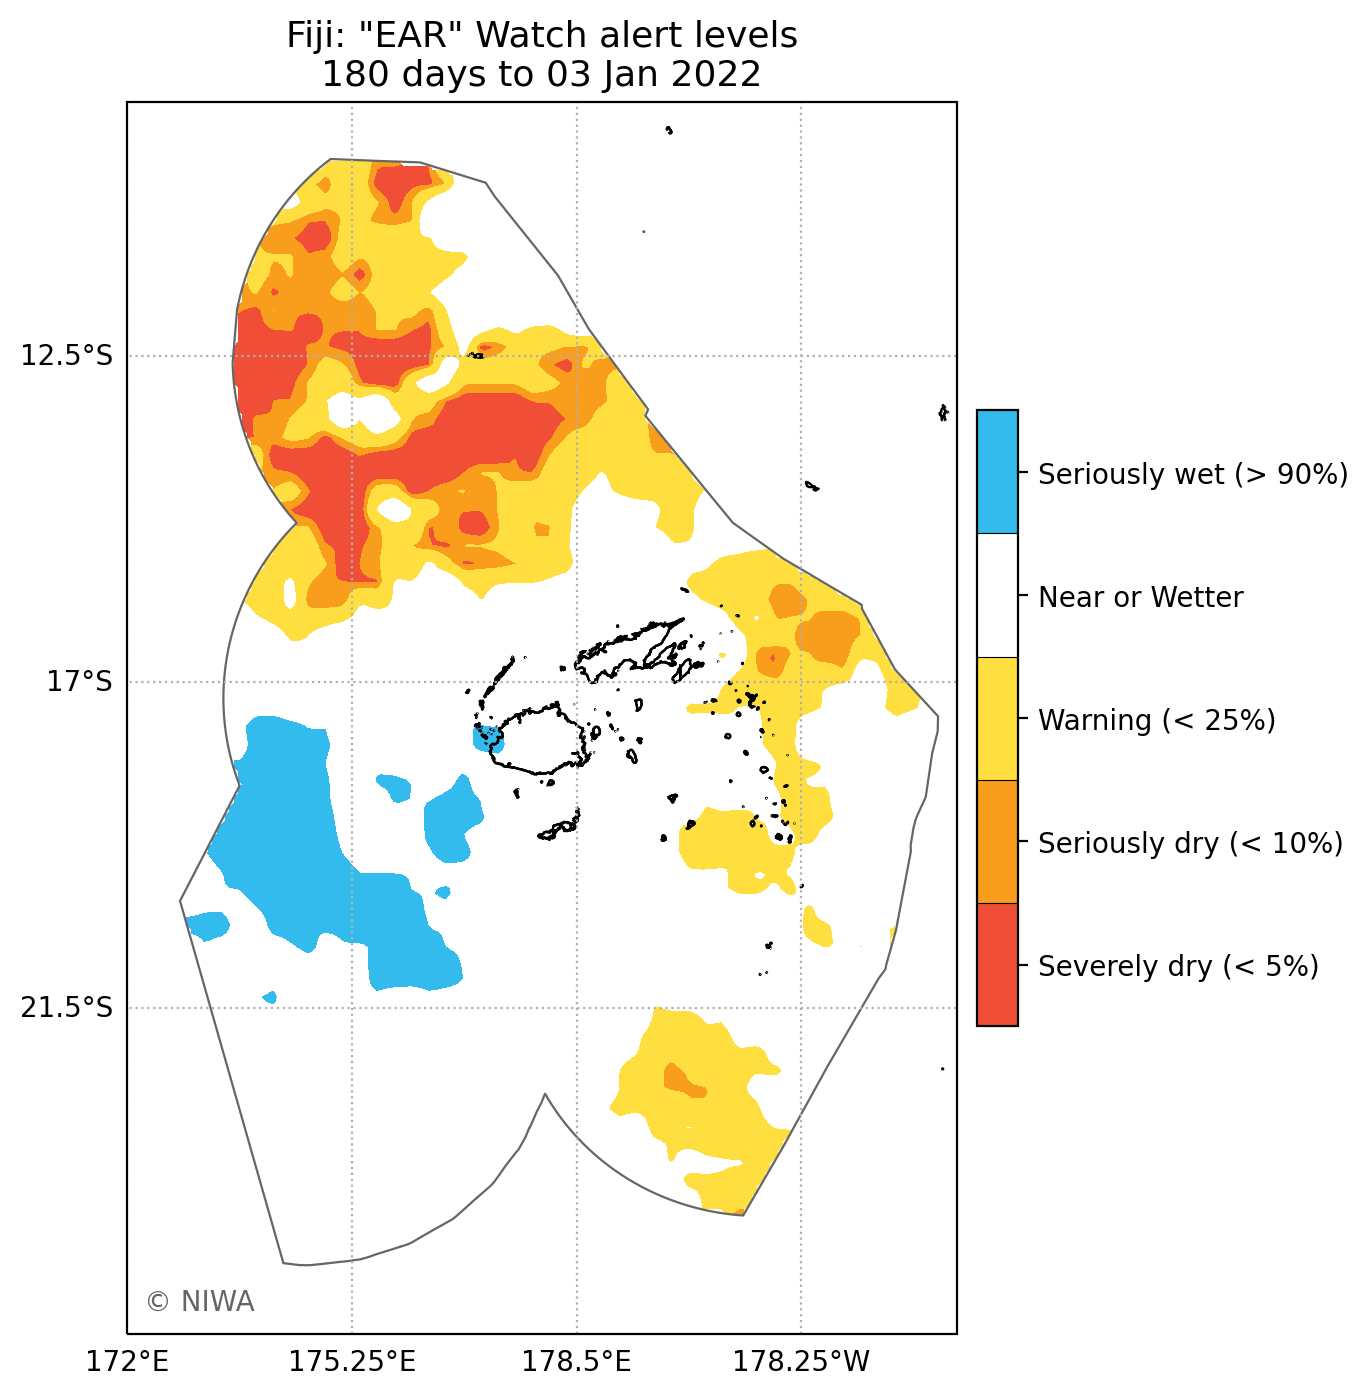 Fiji: "EAR" Watch alert levels
180 days to 03 Jan 2022
12.5°S
17°S
21.5°S
172°E
175.25°E
178.5°E
178.25°W
Seriously wet (> 90%)
Near or Wetter
Warning (< 25%)
Seriously dry (< 10%)
Severely dry (< 5%)
© NIWA